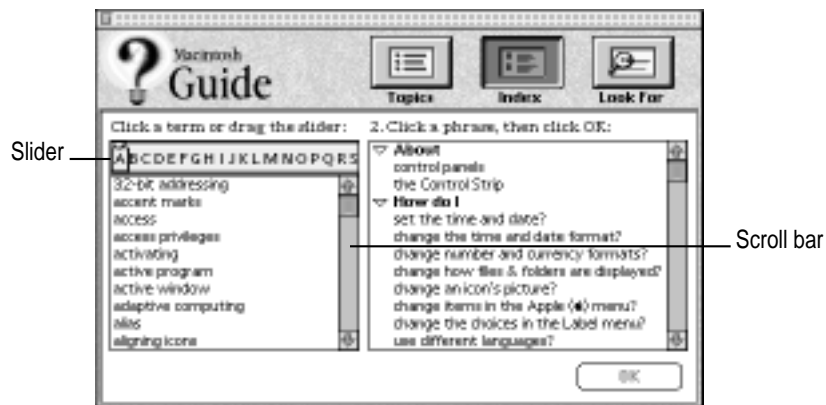 Macintosh
Guide
Topics
Index
Look For
Click a term or drag the slider:
2. Click a phrase, then click OK:
Slider
A B C D E F G H I J K L M N O P Q R S
32-bit addressing
accent marks
access
access privileges
activating
active program
active window
adaptive computing
alias
aligning icons
About
control panels
the Control Strip
How do I
set the time and date?
change the time and date format?
change number and currency formats?
change how files & folders are displayed?
change an icon's picture?
change items in the Apple () menu?
change the choices in the Label menu?
use different languages?
Scroll bar
OK